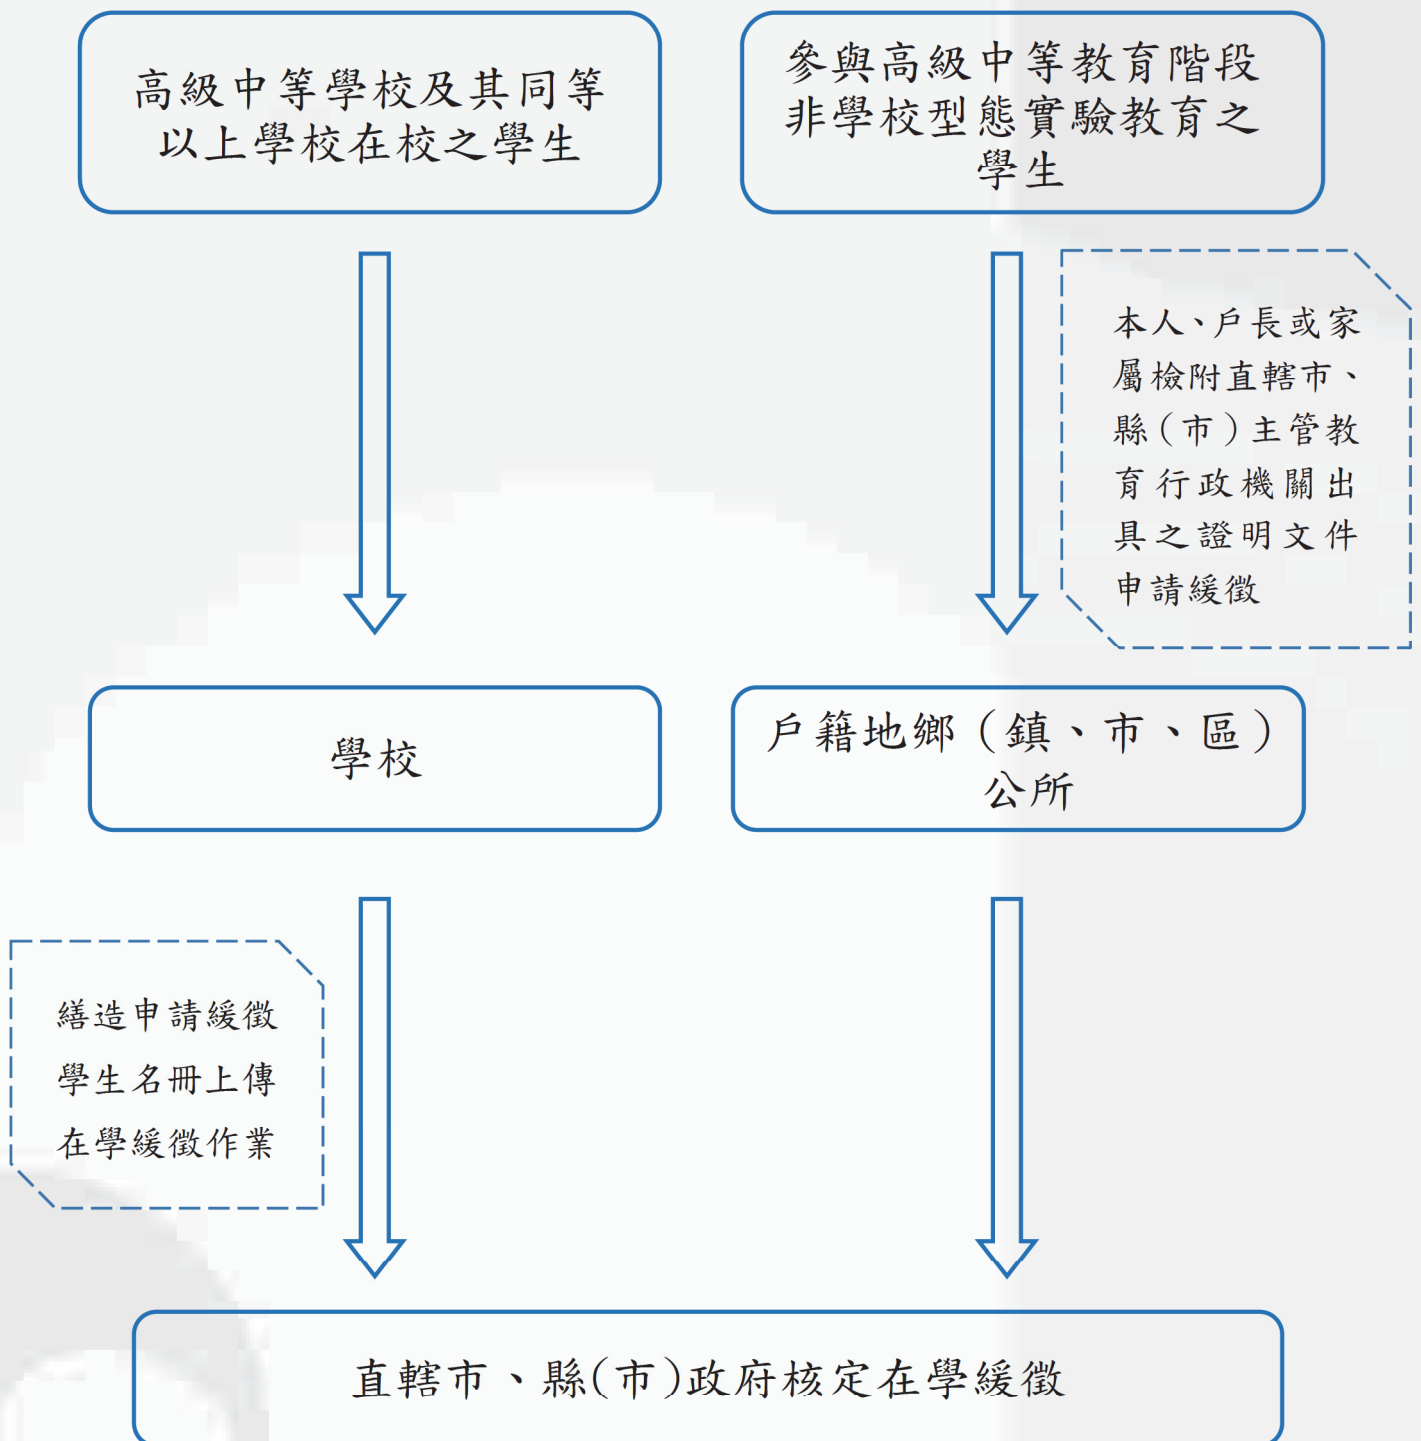 高級中等學校及其同等
以上學校在校之學生
參與高級中等教育階段
非學校型態實驗教育之
學生
本人、戶長或家
屬檢附直轄市、
縣(市)主管教
育行政機關出
具之證明文件
申請緩徵
學校
戶籍地鄉(鎮、市、區)
公所
繕造申請緩徵
學生名冊上傳
在學緩徵作業
直轄市、縣(市)政府核定在學緩徵